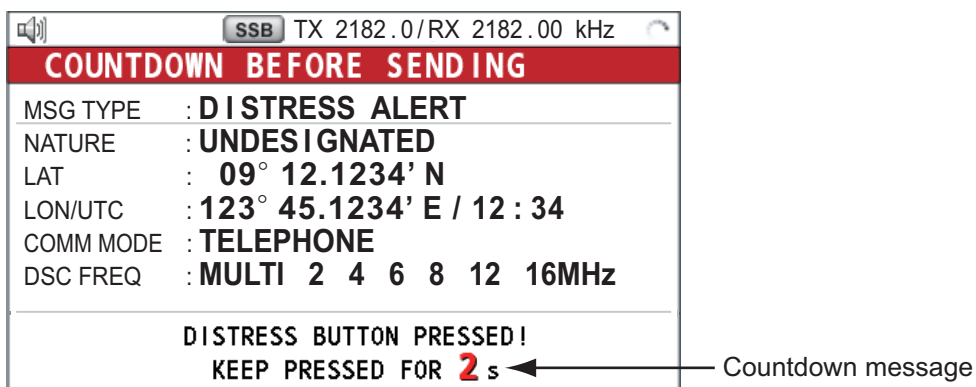 SSB TX 2182.0/RX 2182.00 kHz
COUNTDOWN BEFORE SENDING
MSG TYPE : DISTRESS ALERT
NATURE : UNDESIGNATED
LAT : 09° 12.1234’ N
LON/UTC : 123° 45.1234’ E / 12 : 34
COMM MODE : TELEPHONE
DSC FREQ : MULTI 2 4 6 8 12 16MHz
DISTRESS BUTTON PRESSED!
KEEP PRESSED FOR 2 s
Countdown message